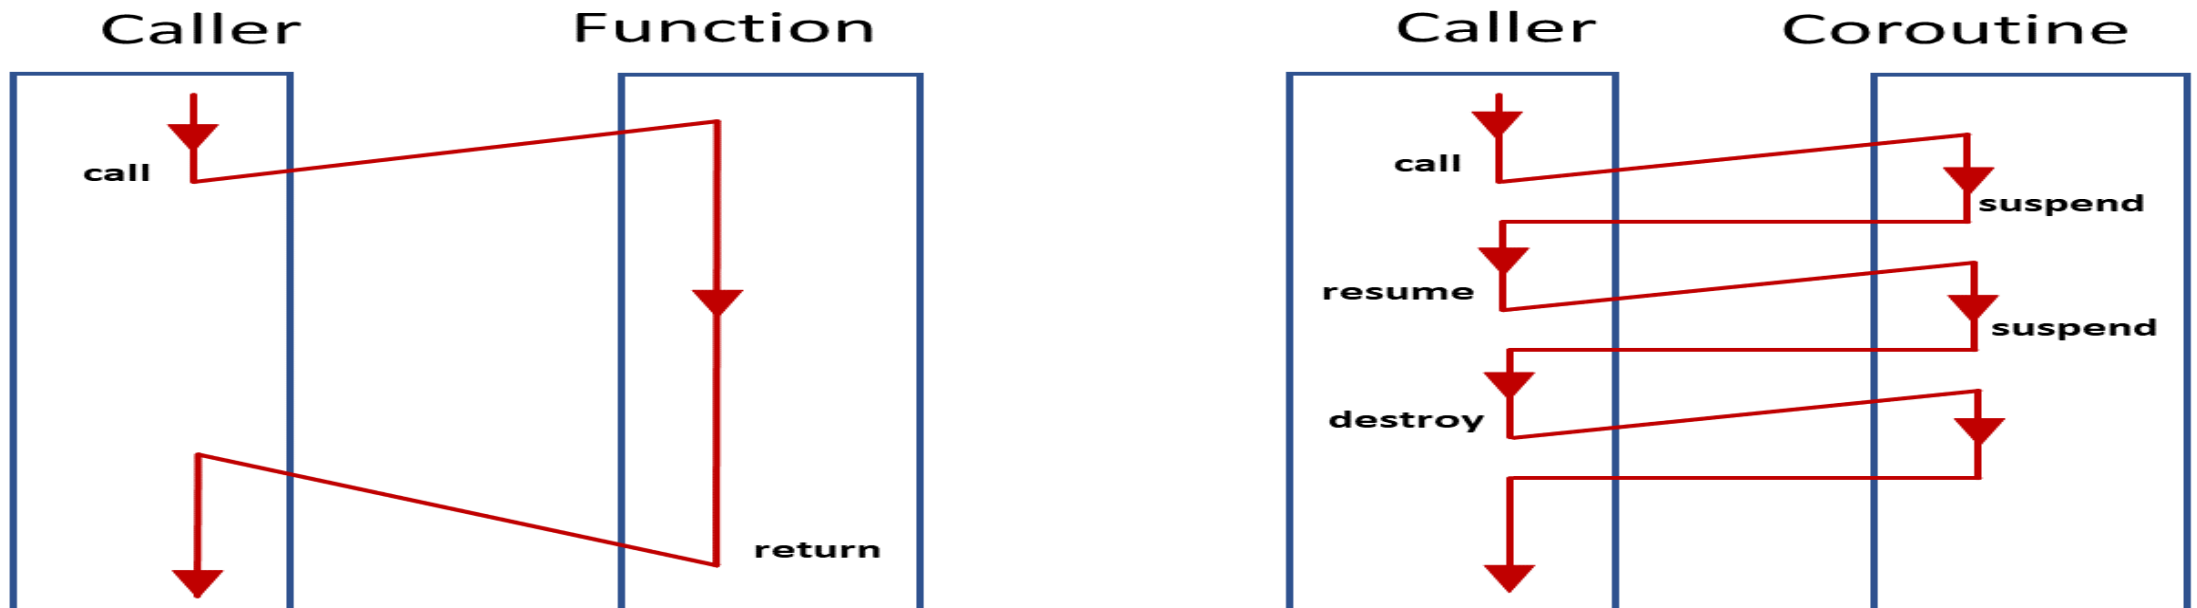 Caller
Function
call
return
Caller
Coroutine
call
suspend
resume
suspend
destroy